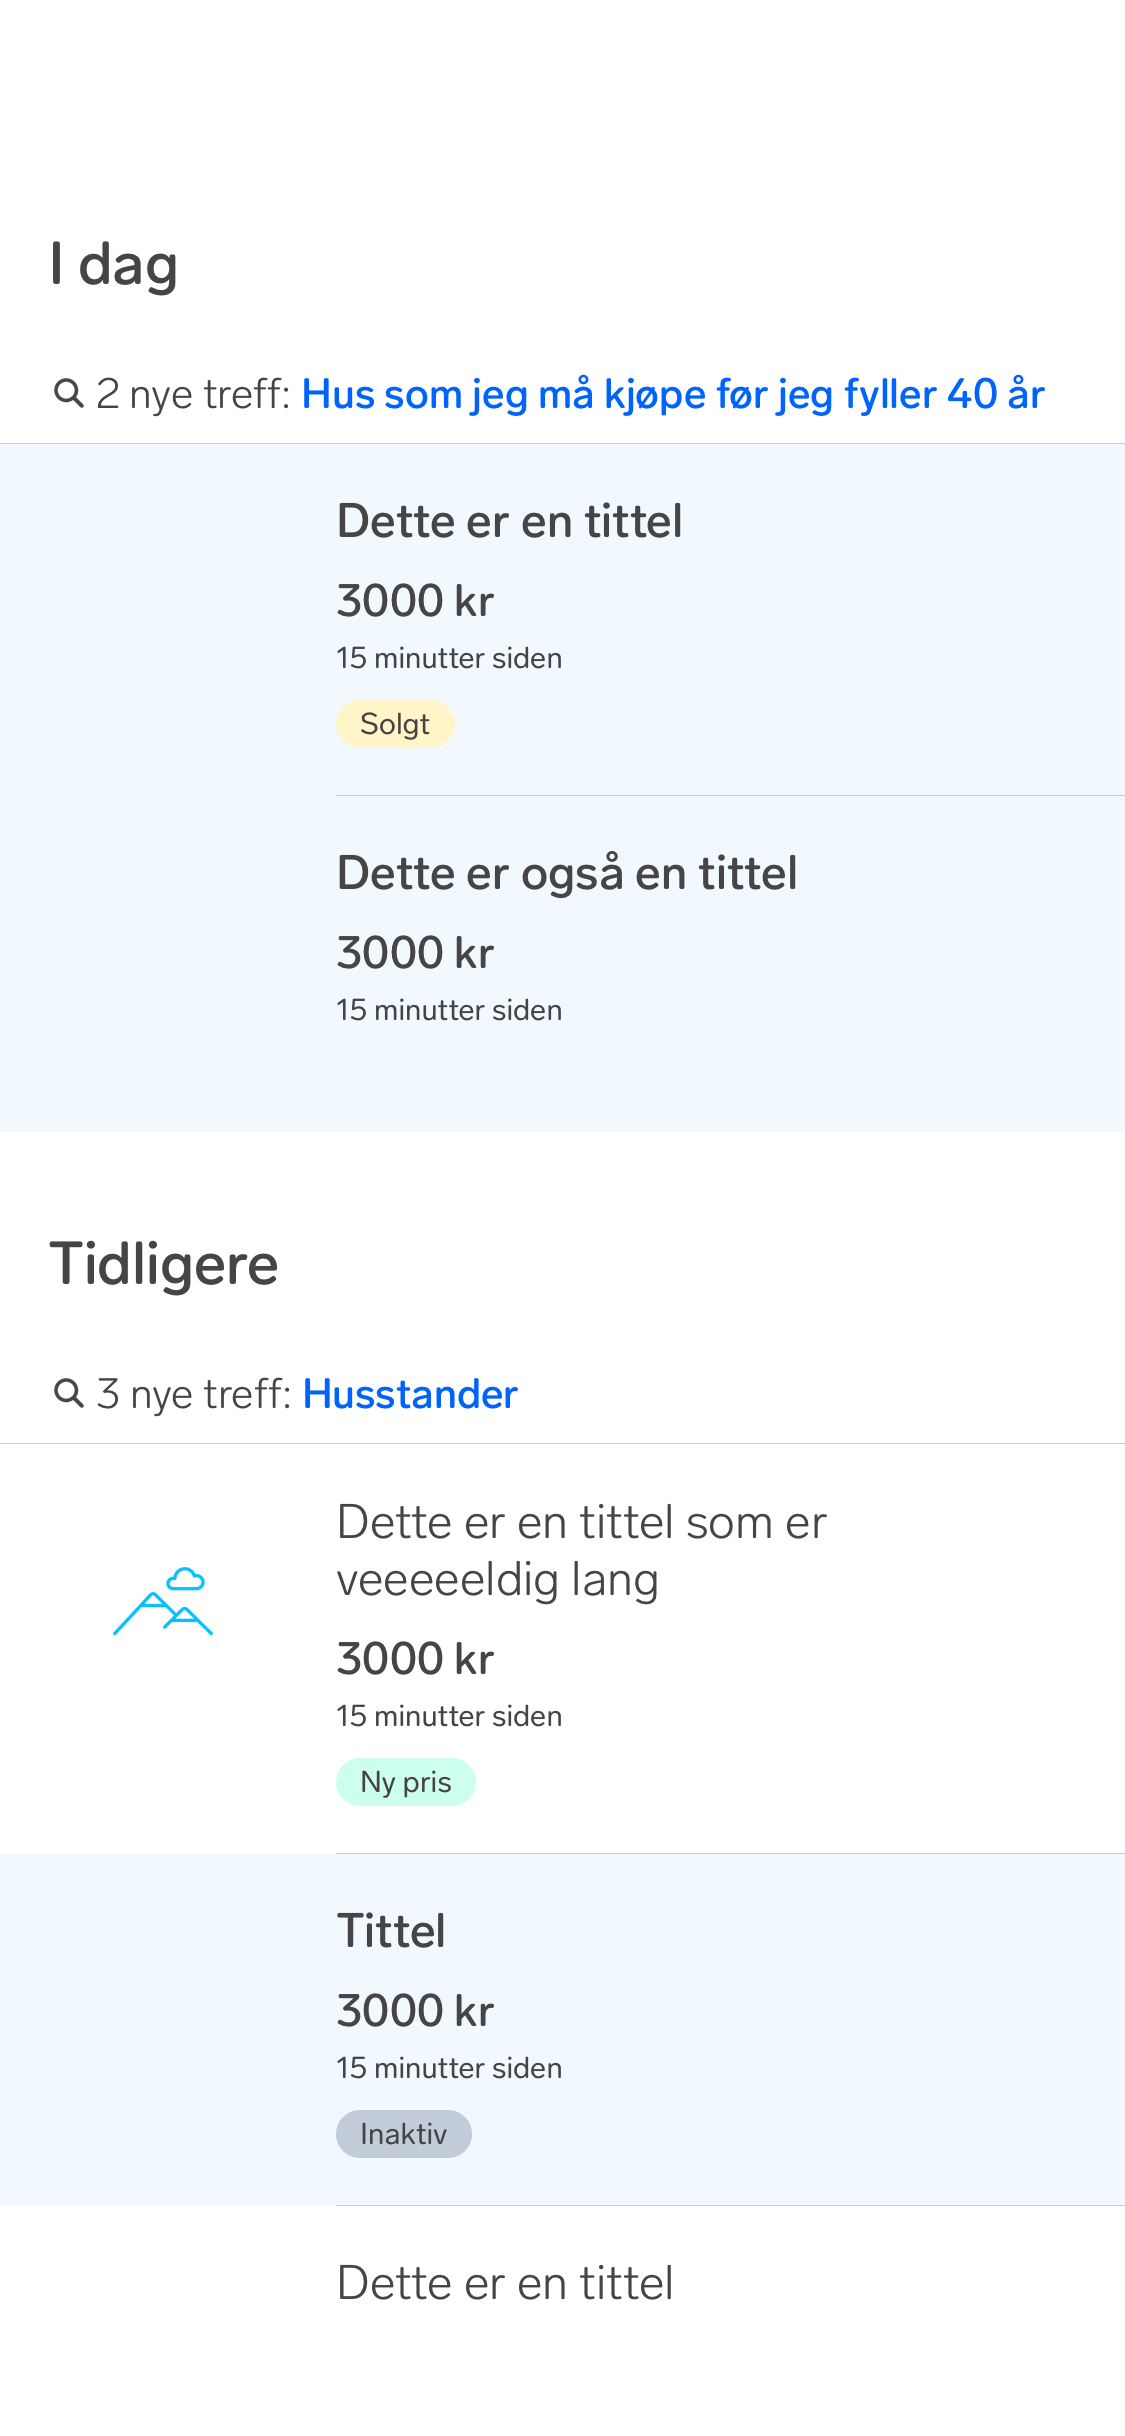 I dag
2 nye treff: Hus som jeg må kjøpe før jeg fyller 40 år
Dette er en tittel
3000 kr
15 minutter siden
Solgt
Dette er også en tittel
3000 kr
15 minutter siden
Tidligere
3 nye treff: Husstander
Dette er en tittel som er
veeeeeldig lang
3000 kr
15 minutter siden
Ny pris
Tittel
3000 kr
15 minutter siden
Inaktiv
Dette er en tittel